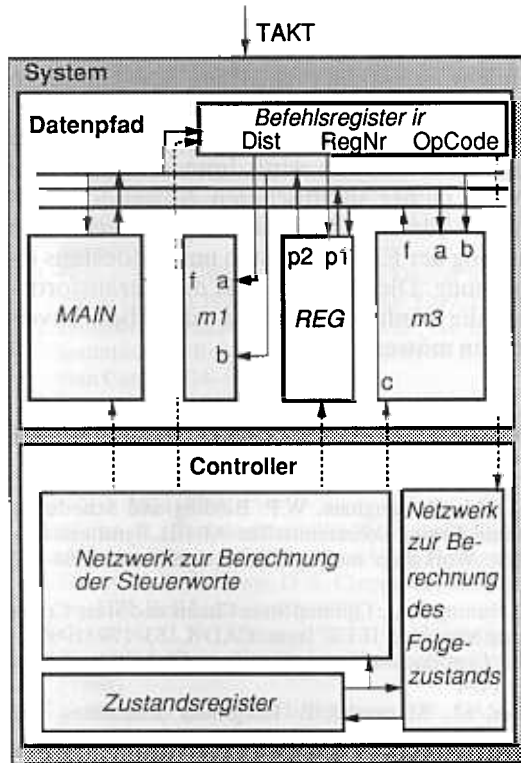 TAKT
System
Datenpfad
Befehlsregister ir
Dist RegNr OpCode
MAIN
f a
m1
b
p2 p1
REG
f a b
m3
c
Controller
Netzwerk zur Berechnung
der Steuerworte
Netzwerk
zur Be-
rechnung
des
Folge-
zustands
Zustandsregister